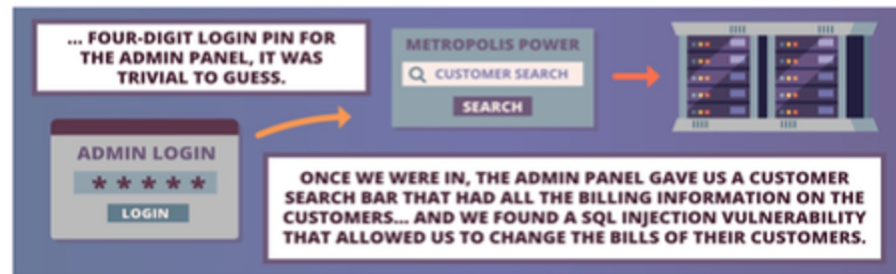 ... FOUR-DIGIT LOGIN PIN FOR
THE ADMIN PANEL, IT WAS
TRIVIAL TO GUESS.
METROPOLIS POWER
CUSTOMER SEARCH
SEARCH
ADMIN LOGIN
*****
LOGIN
ONCE WE WERE IN, THE ADMIN PANEL GAVE US A CUSTOMER
SEARCH BAR THAT HAD ALL THE BILLING INFORMATION ON THE
CUSTOMERS... AND WE FOUND A SQL INJECTION VULNERABILITY
THAT ALLOWED US TO CHANGE THE BILLS OF THEIR CUSTOMERS.